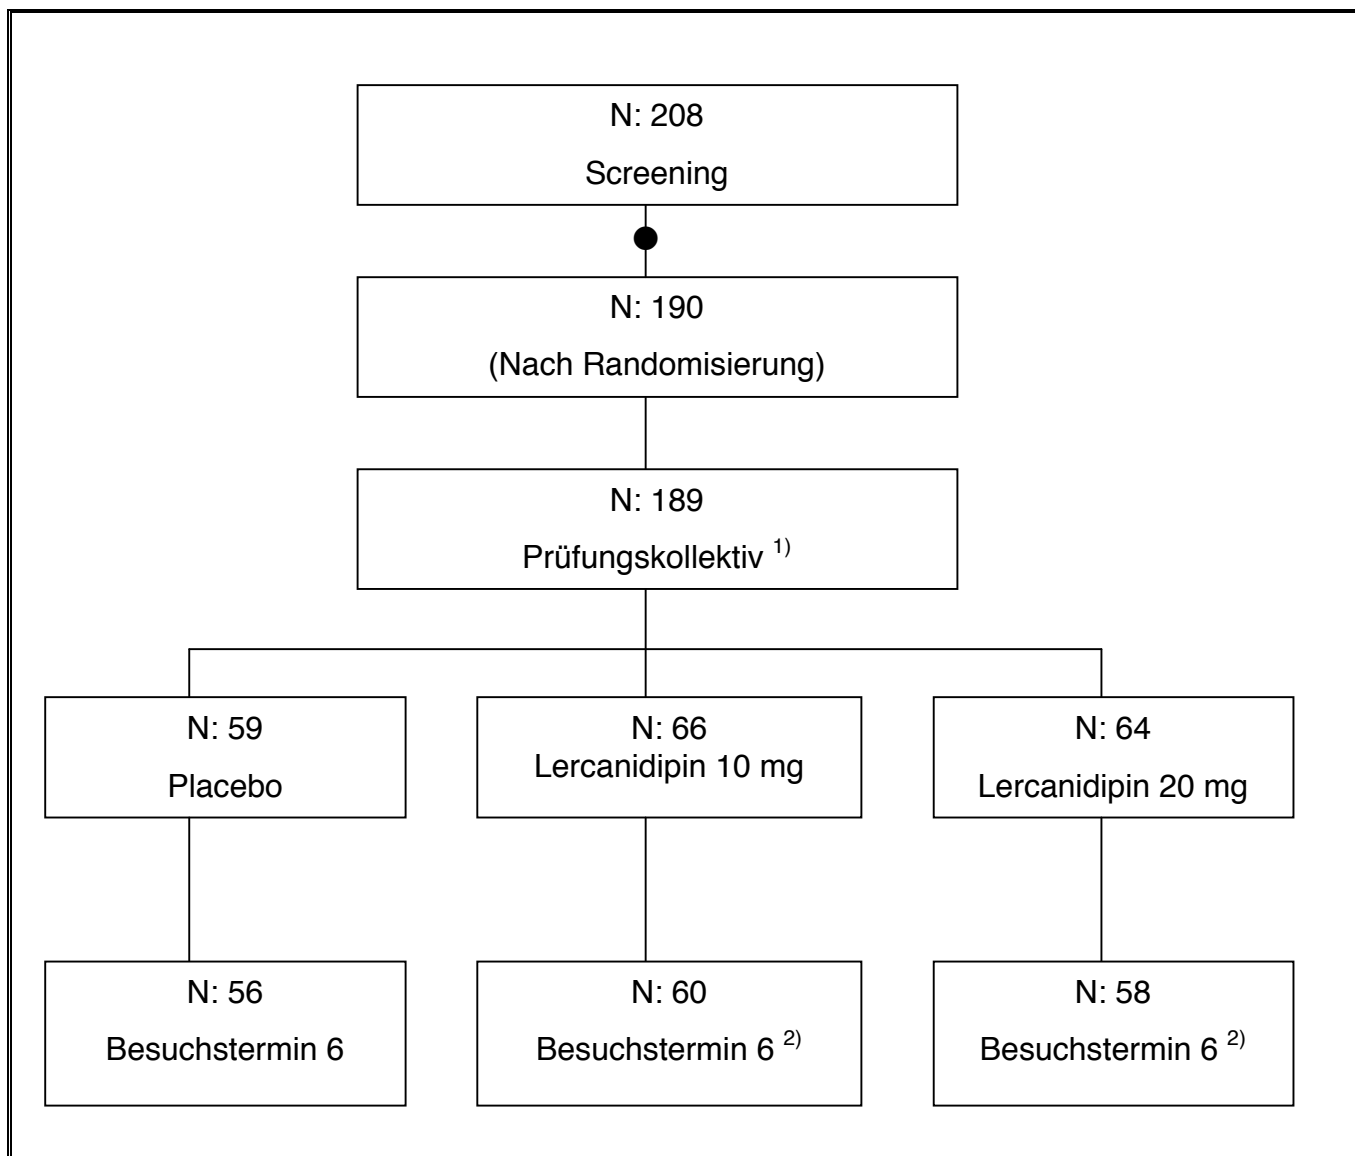 N: 208
Screening
N: 190
(Nach Randomisierung)
N: 189
Prüfungskollektiv 1)
N: 59
Placebo
N: 66
Lercanidipin 10 mg
N: 64
Lercanidipin 20 mg
N: 56
Besuchstermin 6
N: 60
Besuchstermin 6 2)
N: 58
Besuchstermin 6 2)